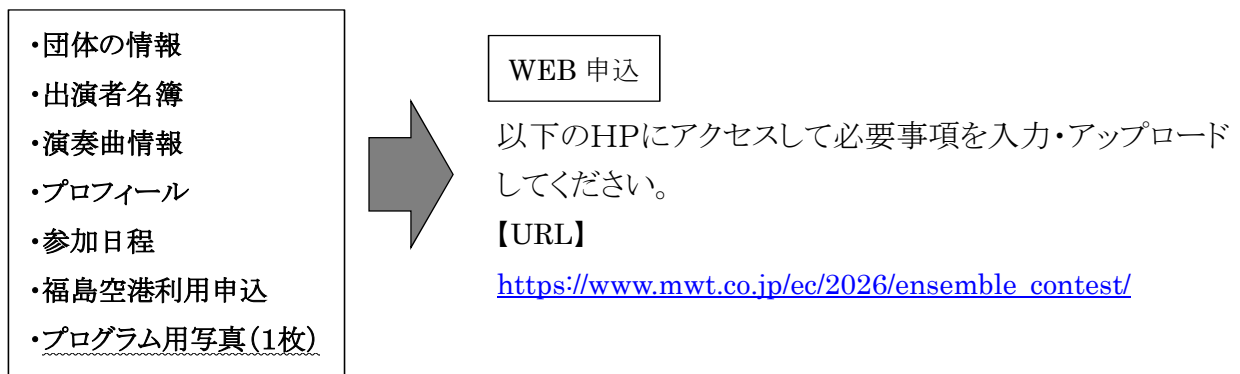 ・団体の情報
・出演者名簿
・演奏曲情報
・プロフィール
・参加日程
・福島空港利用申込
・プログラム用写真(1枚)
WEB 申込
以下のHPにアクセスして必要事項を入力・アップロード
してください。
【URL】
https://www.mwt.co.jp/ec/2026/ensemble_contest/